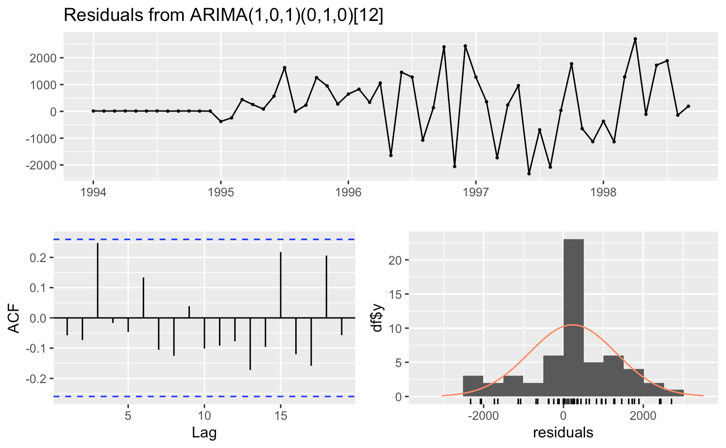 Residuals from ARIMA(1,0,1)(0,1,0)[12]
2000
1000
0
-1000
-2000
1994 1995 1996 1997 1998
ACF
0.2
0.1
0.0
-0.1
-0.2
5 10 15
Lag
df$y
20
15
10
5
0
-2000 0 2000
residuals